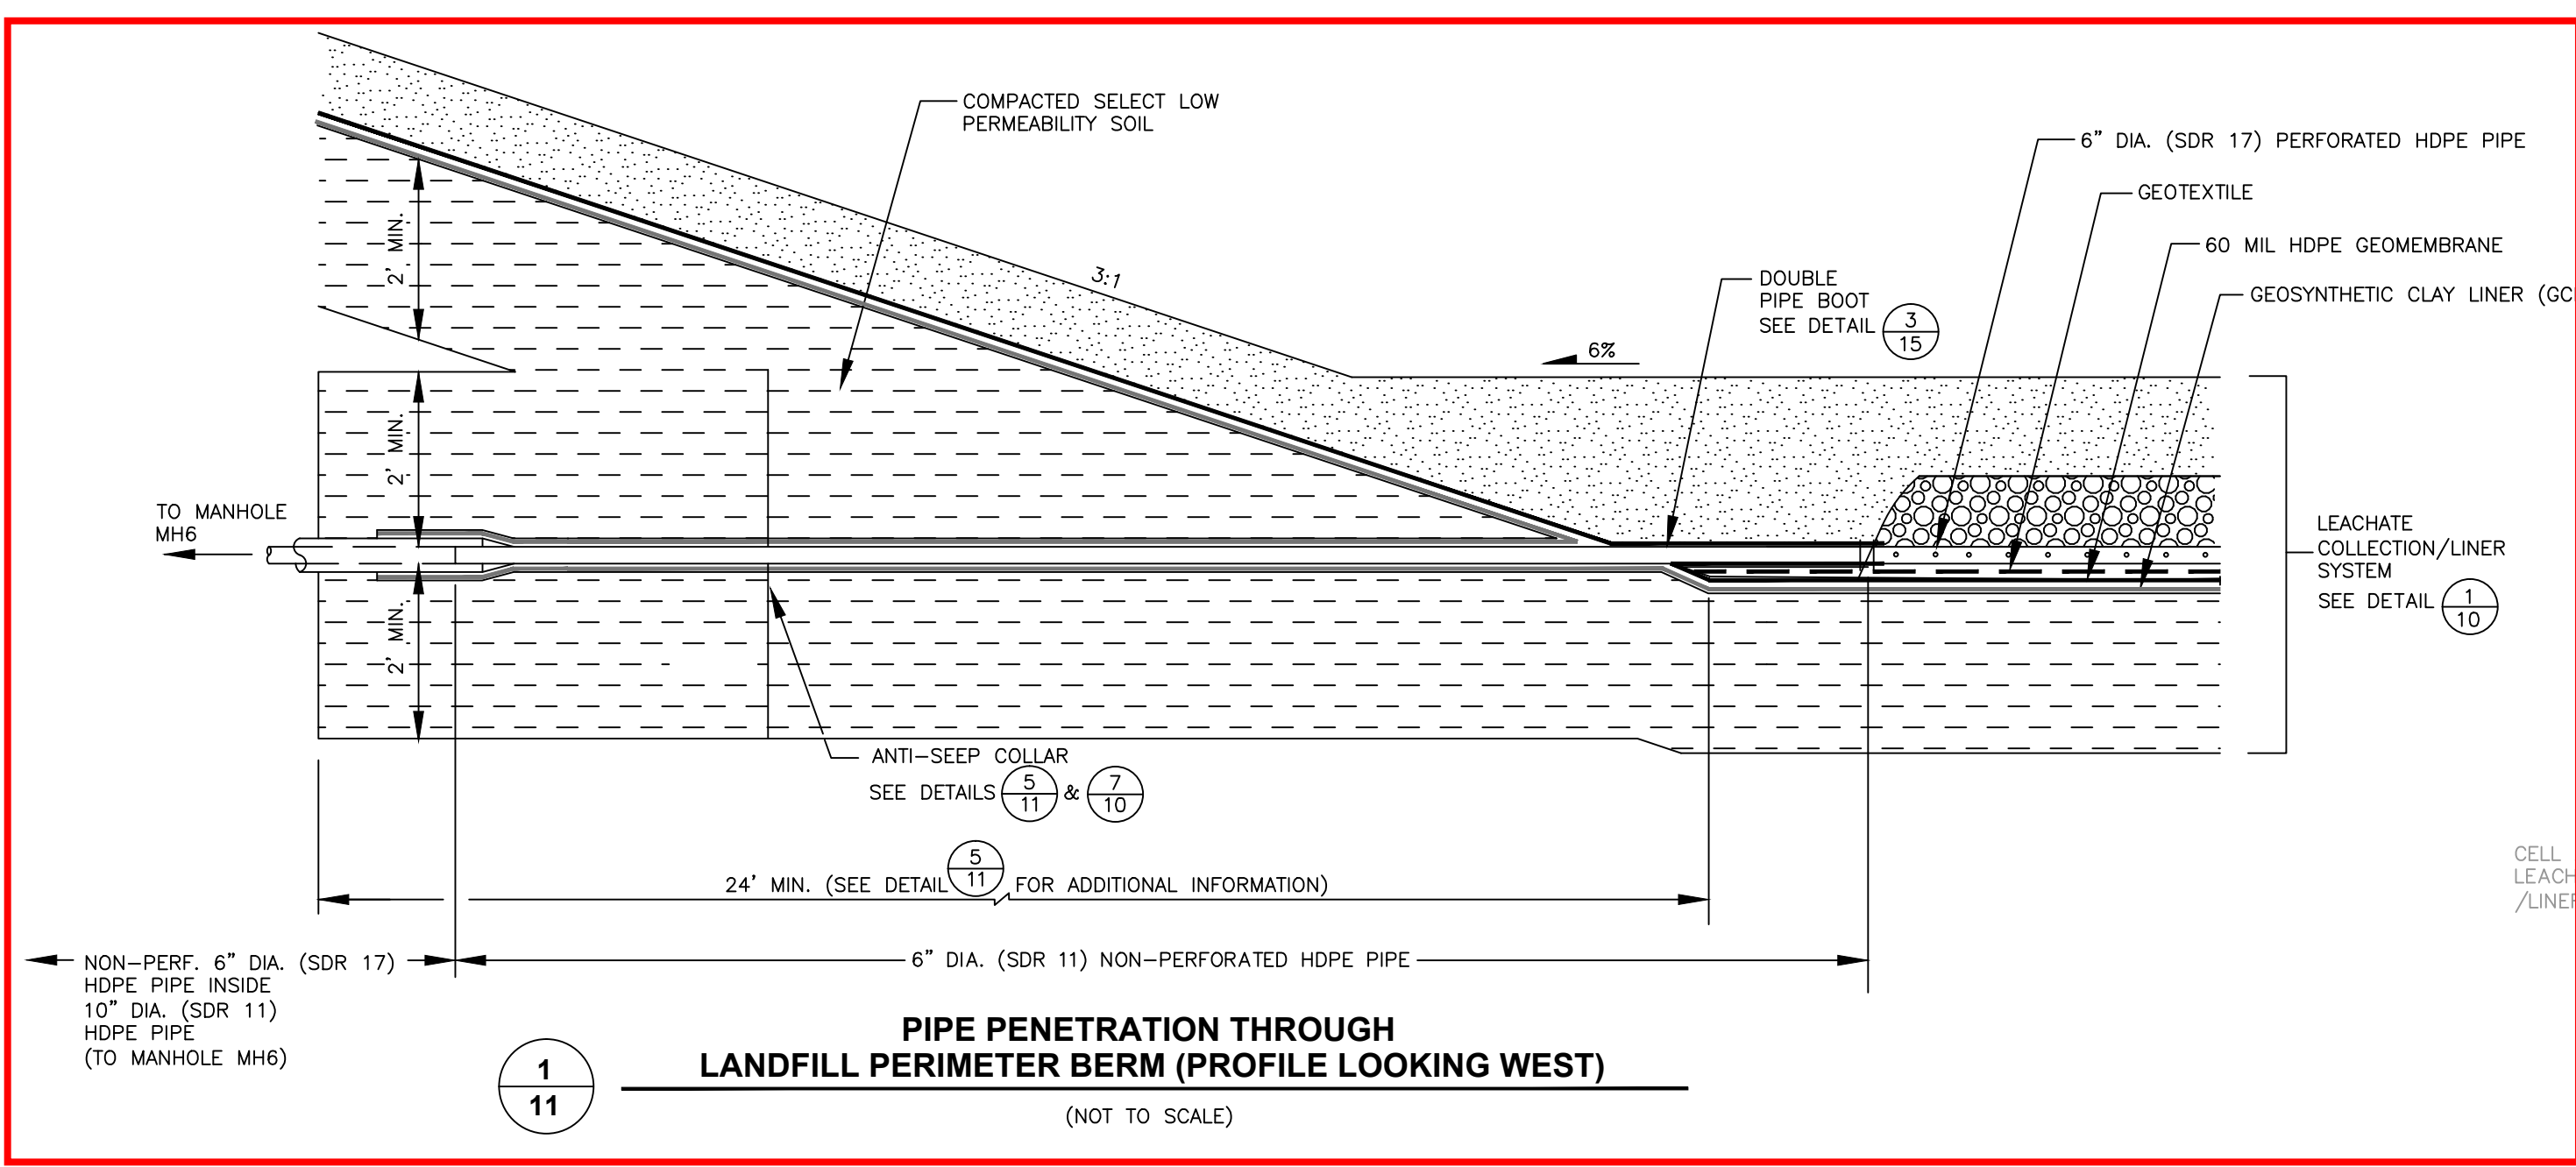 COMPACTED SELECT LOW
PERMEABILITY SOIL
6” DIA. (SDR 17) PERFORATED HDPE PIPE
GEOTEXTILE
60 MIL HDPE GEOMEMBRANE
GEOSYNTHETIC CLAY LINER (GC
2' MIN.
3:1
DOUBLE
PIPE BOOT
SEE DETAIL 3
15
6%
2' MIN.
TO MANHOLE
MH6
LEACHATE
COLLECTION/LINER
SYSTEM
SEE DETAIL 1
10
2' MIN.
ANTI-SEEP COLLAR
SEE DETAILS 5
11 & 7
10
CELL
LEACH
/LINER
24' MIN. (SEE DETAIL 5
11 FOR ADDITIONAL INFORMATION)
NON-PERF. 6” DIA. (SDR 17)
HDPE PIPE INSIDE
10” DIA. (SDR 11)
HDPE PIPE
(TO MANHOLE MH6)
6” DIA. (SDR 11) NON-PERFORATED HDPE PIPE
1
11
PIPE PENETRATION THROUGH
LANDFILL PERIMETER BERM (PROFILE LOOKING WEST)
(NOT TO SCALE)